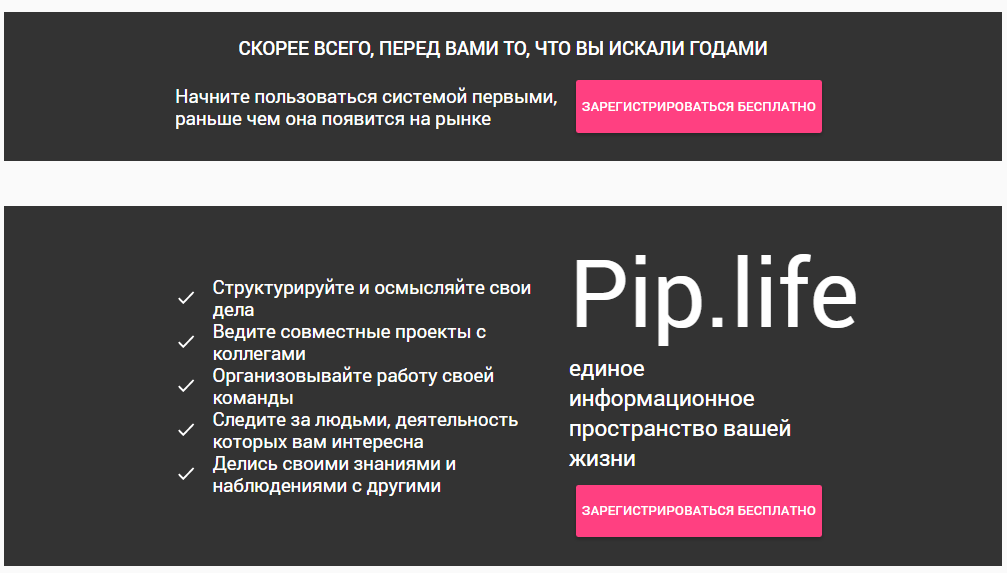 СКОРЕЕ ВСЕГО, ПЕРЕД ВАМИ ТО, ЧТО ВЫ ИСКАЛИ ГОДАМИ
Начните пользоваться системой первыми,
раньше чем она появится на рынке
ЗАРЕГИСТРИРОВАТЬСЯ БЕСПЛАТНО
Структурируйте и осмысляйте свои
дела
Ведите совместные проекты с
коллегами
Организовывайте работу своей
команды
Следите за людьми, деятельность
которых вам интересна
Делись своими знаниями и
наблюдениями с другими
Pip.life
единое
информационное
пространство вашей
жизни
ЗАРЕГИСТРИРОВАТЬСЯ БЕСПЛАТНО